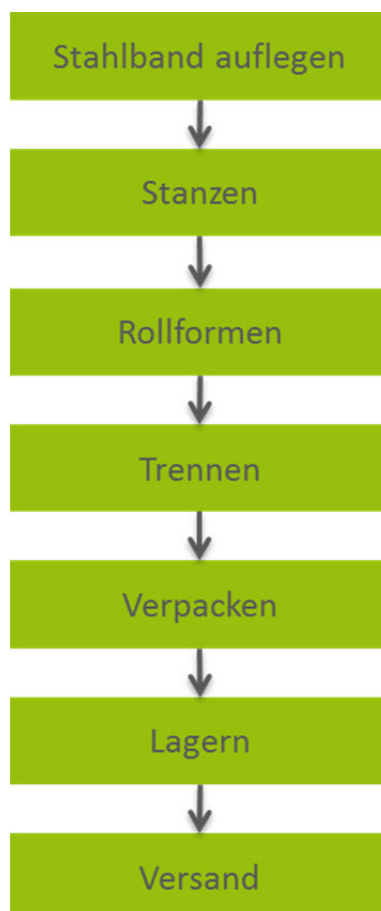 Stahlband auflegen
Stanzen
Rollformen
Trennen
Verpacken
Lagern
Versand